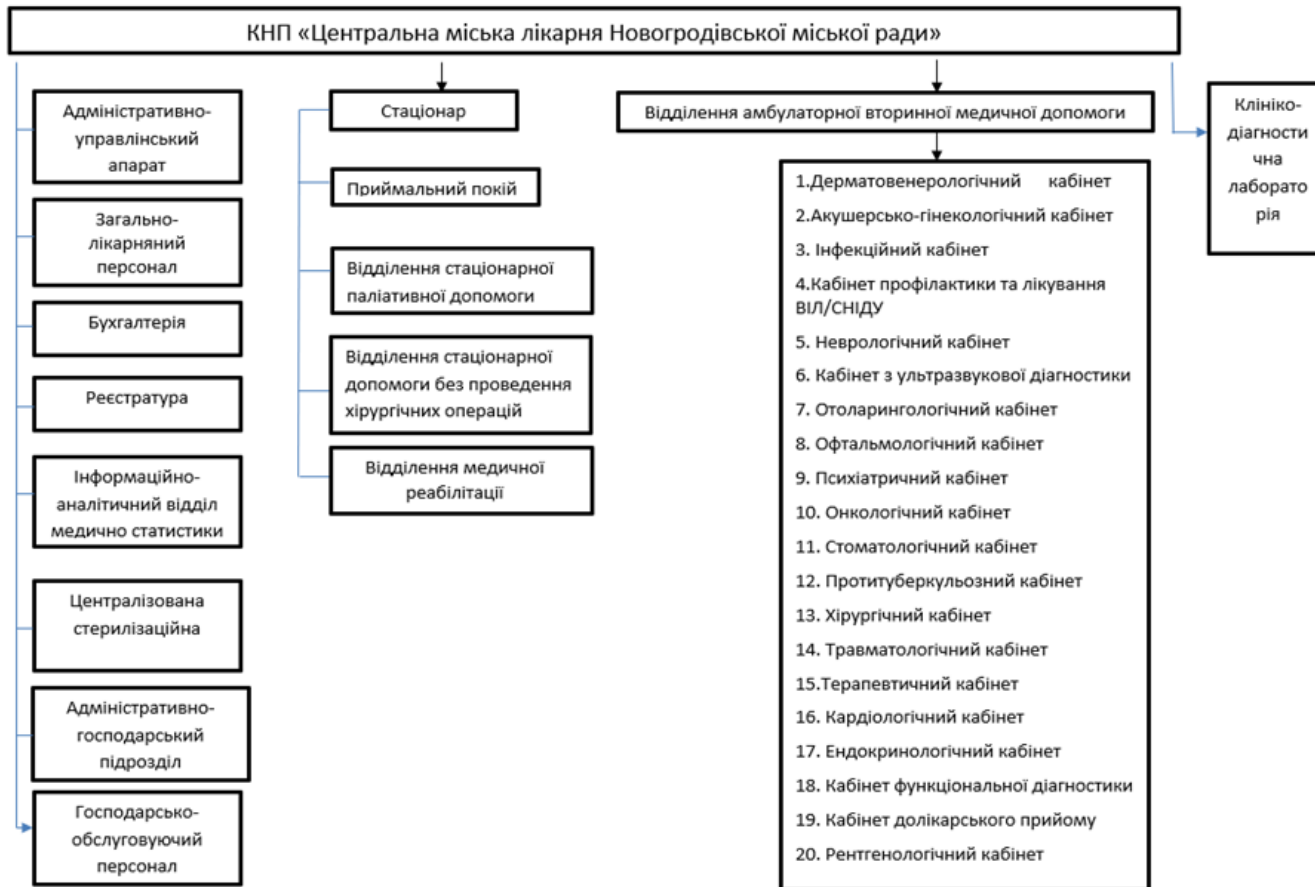 КНП «Центральна міська лікарня Новогродівської міської ради»
Адміністративно-
управлінський
апарат
Загально-
лікарняний
персонал
Бухгалтерія
Реєстратура
Інформаційно-
аналітичний відділ
медично статистики
Централізована
стерилізаційна
Адміністративно-
господарський
підрозділ
Господарсько-
обслуговуючий
персонал
Стаціонар
Приймальний покій
Відділення стаціонарної
паліативної допомоги
Відділення стаціонарної
допомоги без проведення
хірургічних операцій
Відділення медичної
реабілітації
Відділення амбулаторної вторинної медичної допомоги
1.Дерматовенерологічний кабінет
2.Акушерсько-гінекологічний кабінет
3. Інфекційний кабінет
4.Кабінет профілактики та лікування
ВІЛ/СНІДУ
5. Неврологічний кабінет
6. Кабінет з ультразвукової діагностики
7. Отоларингологічний кабінет
8. Офтальмологічний кабінет
9. Психіатричний кабінет
10. Онкологічний кабінет
11. Стоматологічний кабінет
12. Протитуберкульозний кабінет
13. Хірургічний кабінет
14. Травматологічний кабінет
15.Терапевтичний кабінет
16. Кардіологічний кабінет
17. Ендокринологічний кабінет
18. Кабінет функціональної діагностики
19. Кабінет долікарського прийому
20. Рентгенологічний кабінет
Клініко-
діагности
чна
лаборато
рія